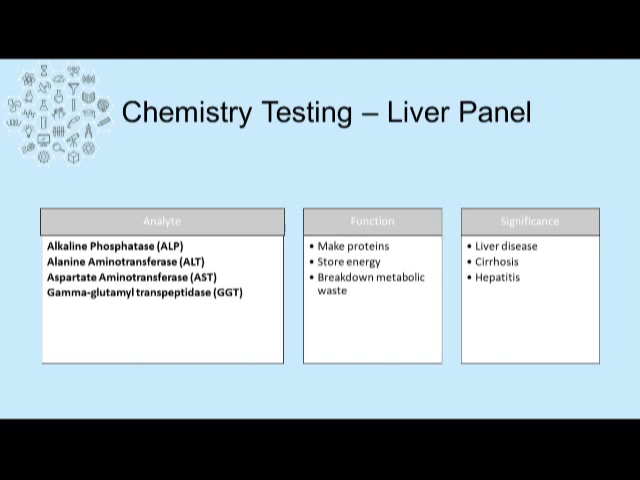 Chemistry Testing – Liver Panel
Analyte
Alkaline Phosphatase (ALP)
Alanine Aminotransferase (ALT)
Aspartate Aminotransferase (AST)
Gamma-glutamyl transpeptidase (GGT)
Function
• Make proteins
• Store energy
• Breakdown metabolic
waste
Significance
• Liver disease
• Cirrhosis
• Hepatitis